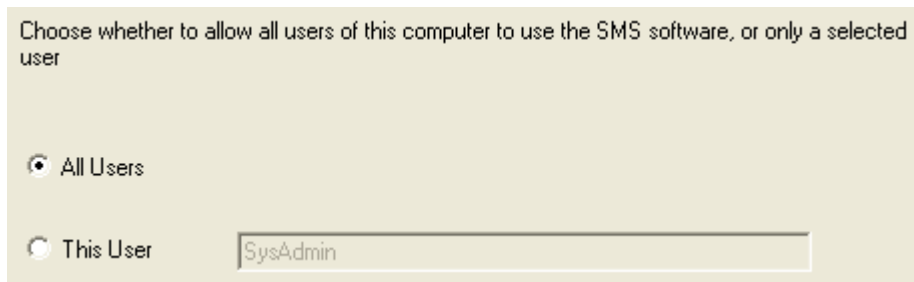 Choose whether to allow all users of this computer to use the SMS software, or only a selected
user
All Users
This User
SysAdmin